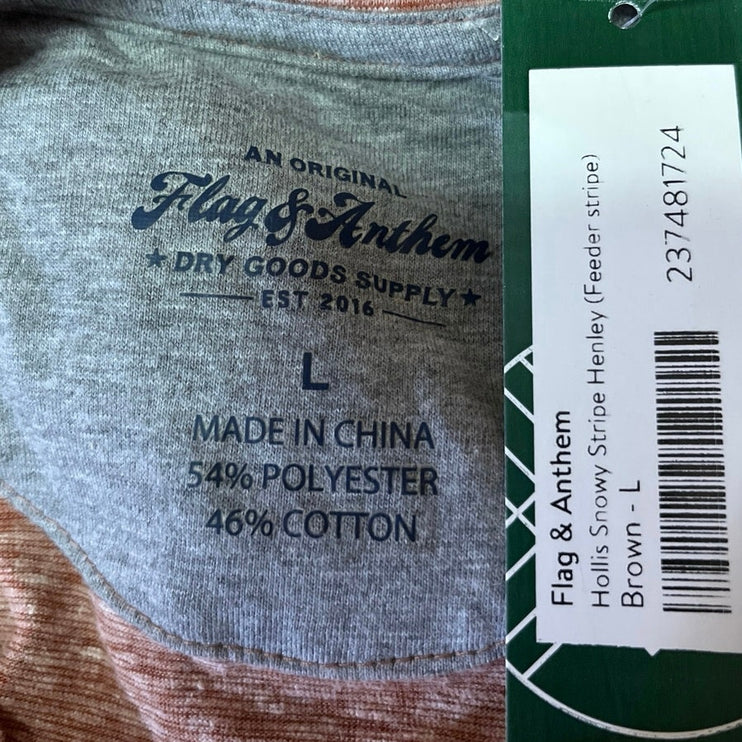 AN ORIGINAL
Flag & Anthem
★ DRY GOODS SUPPLY ★
EST 2016
L
MADE IN CHINA
54% POLYESTER
46% COTTON
Flag & Anthem
Hollis Snowy Stripe Henley (Feeder stripe)
Brown - L
237481724